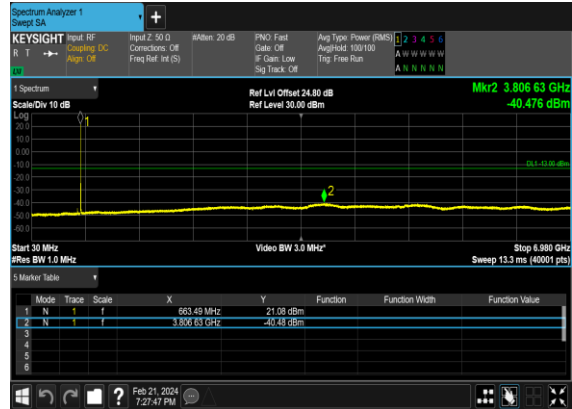 Spectrum Analyzer 1
Swept SA
+
KEYSIGHT
R T
Input: RF
Coupling: DC
Align: Off
Input Z: 50 Ω
Corrections: Off
Freq Ref: Int (S)
#Atten: 20 dB
PNO: Fast
Gate: Off
IF Gain: Low
Sig Track: Off
Avg Type: Power (RMS)
Avg|Hold: 100/100
Trig: Free Run
1 2 3 4 5 6
A W W W W W
A N N N N N
1 Spectrum
Scale/Div 10 dB
Ref Lvl Offset 24.80 dB
Ref Level 30.00 dBm
Mkr2 3.806 63 GHz
-40.476 dBm
Log
20.0
10.0
0.00
-10.0
-20.0
-30.0
-40.0
-50.0
-60.0
1
2
DL1 -13.00 dBm
Start 30 MHz
#Res BW 1.0 MHz
Video BW 3.0 MHz*
Stop 6.980 GHz
Sweep 13.3 ms (40001 pts)
5 Marker Table
Mode Trace Scale X Y Function Function Width Function Value
1 N 1 f 663.49 MHz 21.08 dBm
2 N 1 f 3.806 63 GHz -40.48 dBm
3
4
5
6
?
Feb 21, 2024
7:27:47 PM